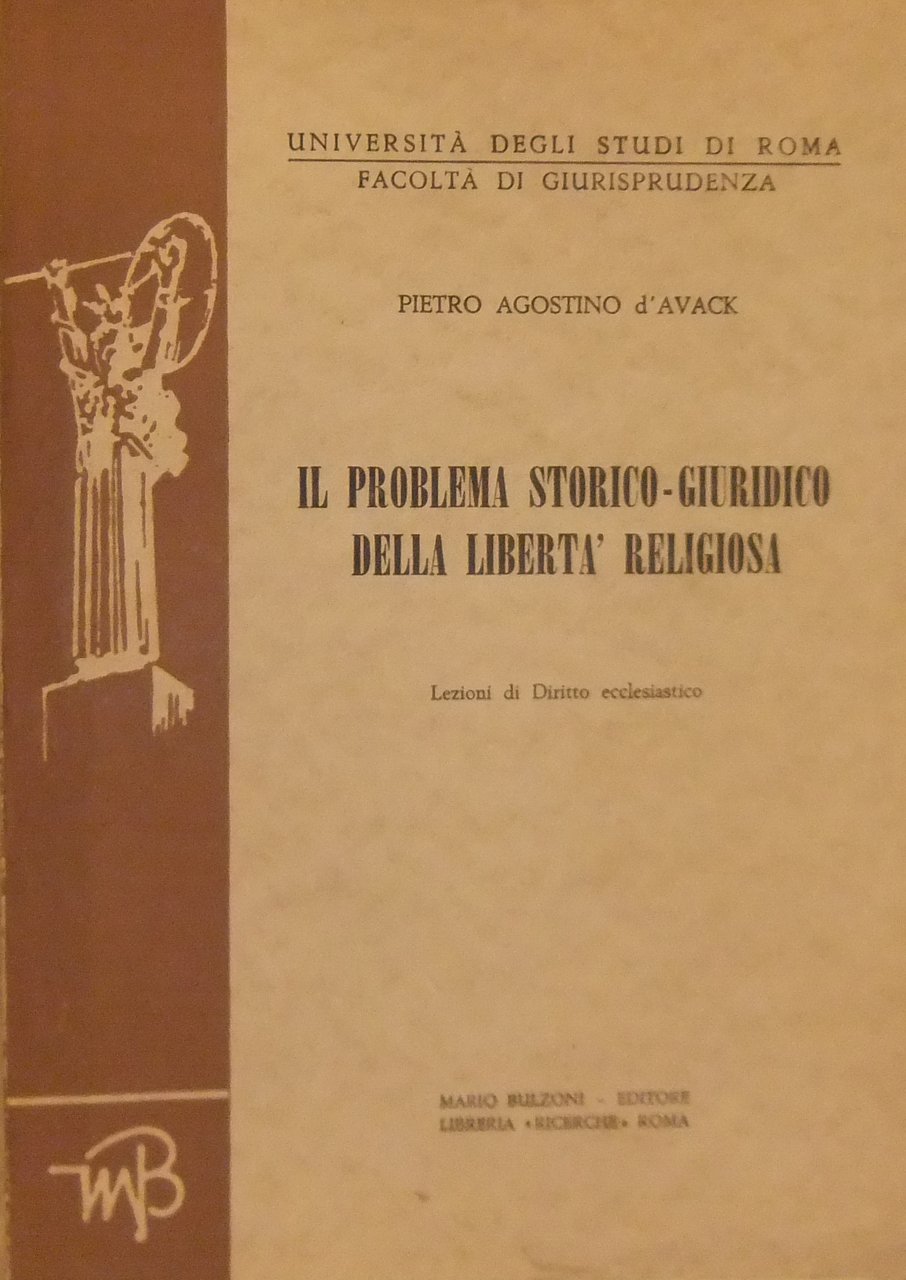 UNIVERSITÀ DEGLI STUDI DI ROMA
FACOLTÀ DI GIURISPRUDENZA
PIETRO AGOSTINO d'AVACK
IL PROBLEMA STORICO-GIURIDICO
DELLA LIBERTA' RELIGIOSA
Lezioni di Diritto ecclesiastico
MARIO BULZONI - EDITORE
LIBRERIA «RICERCHE» ROMA
MB